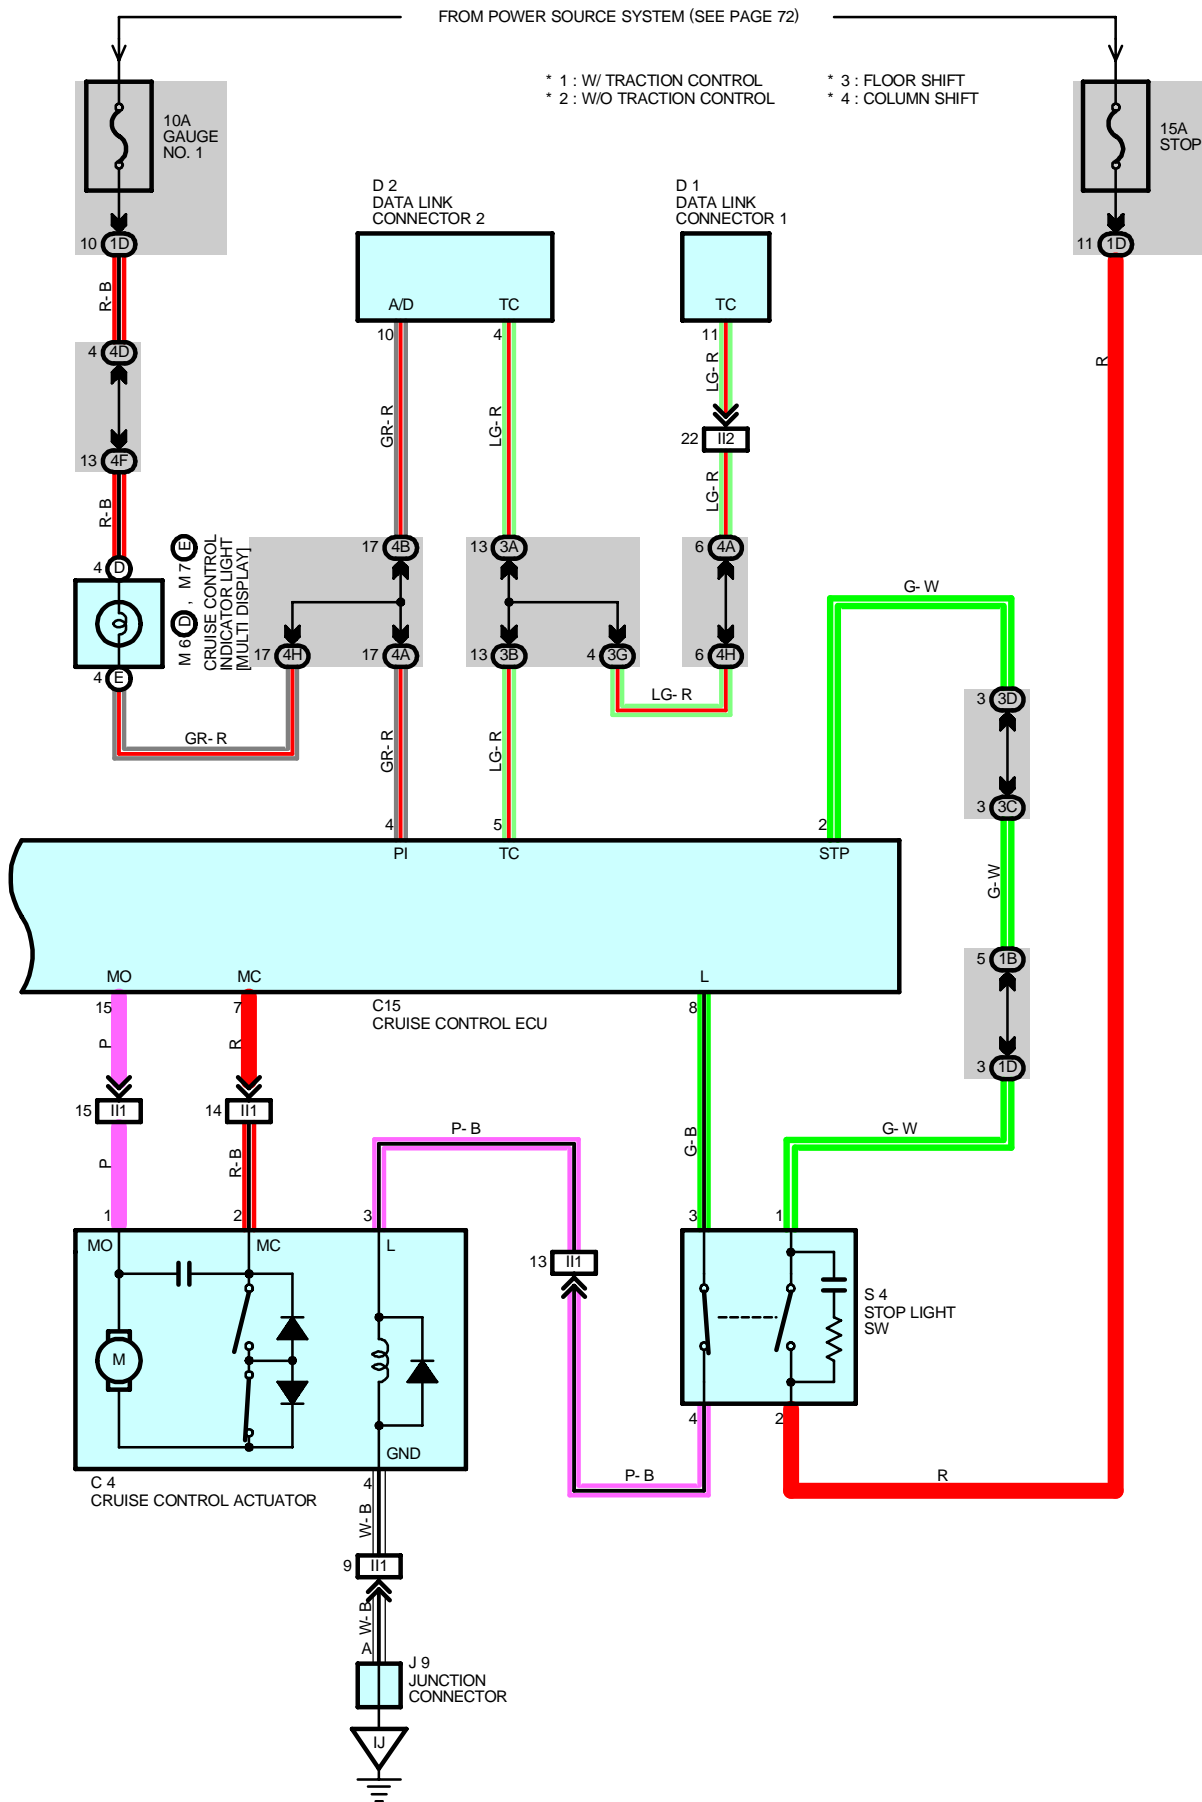 FROM POWER SOURCE SYSTEM (SEE PAGE 72)
* 1 : W/ TRACTION CONTROL
* 3 : FLOOR SHIFT
* 2 : W/O TRACTION CONTROL
* 4 : COLUMN SHIFT
10A
GAUGE
NO. 1
15A
STOP
D 2
DATA LINK
CONNECTOR 2
D 1
DATA LINK
CONNECTOR 1
10 1D
11 1D
A/D
TC
TC
R-B
10
4
11
4 4D
R
LG-R
GR-R
LG-R
22 II2
13 4F
LG-R
R-B
17 4B
13 3A
6 4A
4 D
M 6 D , M 7 E
CRUISE CONTROL
INDICATOR LIGHT
[MULTI DISPLAY]
G-W
17 4H
17 4A
13 3B
4 3G
6 4H
4 E
LG-R
3 3D
GR-R
GR-R
LG-R
3 3C
4
5
2
PI
TC
STP
G-W
5 1B
MO
MC
L
15
7
8
C15
CRUISE CONTROL ECU
P
R
3 1D
15 II1
14 II1
P-B
G-B
G-W
P
R-B
1
2
3
3
1
MO
MC
L
13 II1
S 4
STOP LIGHT
SW
M
4
2
GND
C 4
CRUISE CONTROL ACTUATOR
4
P-B
R
W-B
9 II1
W-B
A
J 9
JUNCTION
CONNECTOR
IJ